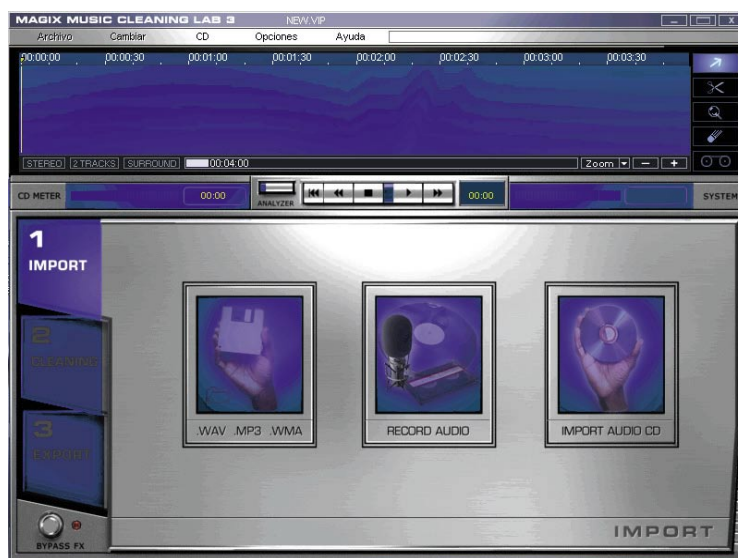 MAGIX MUSIC CLEANING LAB 3 NEW.VIP
Archivo Cambiar CD Opciones Ayuda
00:00:00 00:00:30 00:01:00 00:01:30 00:02:00 00:02:30 00:03:00 00:03:30
STEREO 2 TRACKS SURROUND 00:04:00 Zoom
CD METER 00:00 ANALYZER 00:00 SYSTEM
1
IMPORT
2
CLEANING
3
EXPORT
.WAV .MP3 .WMA RECORD AUDIO IMPORT AUDIO CD
BYPASS FX
IMPORT